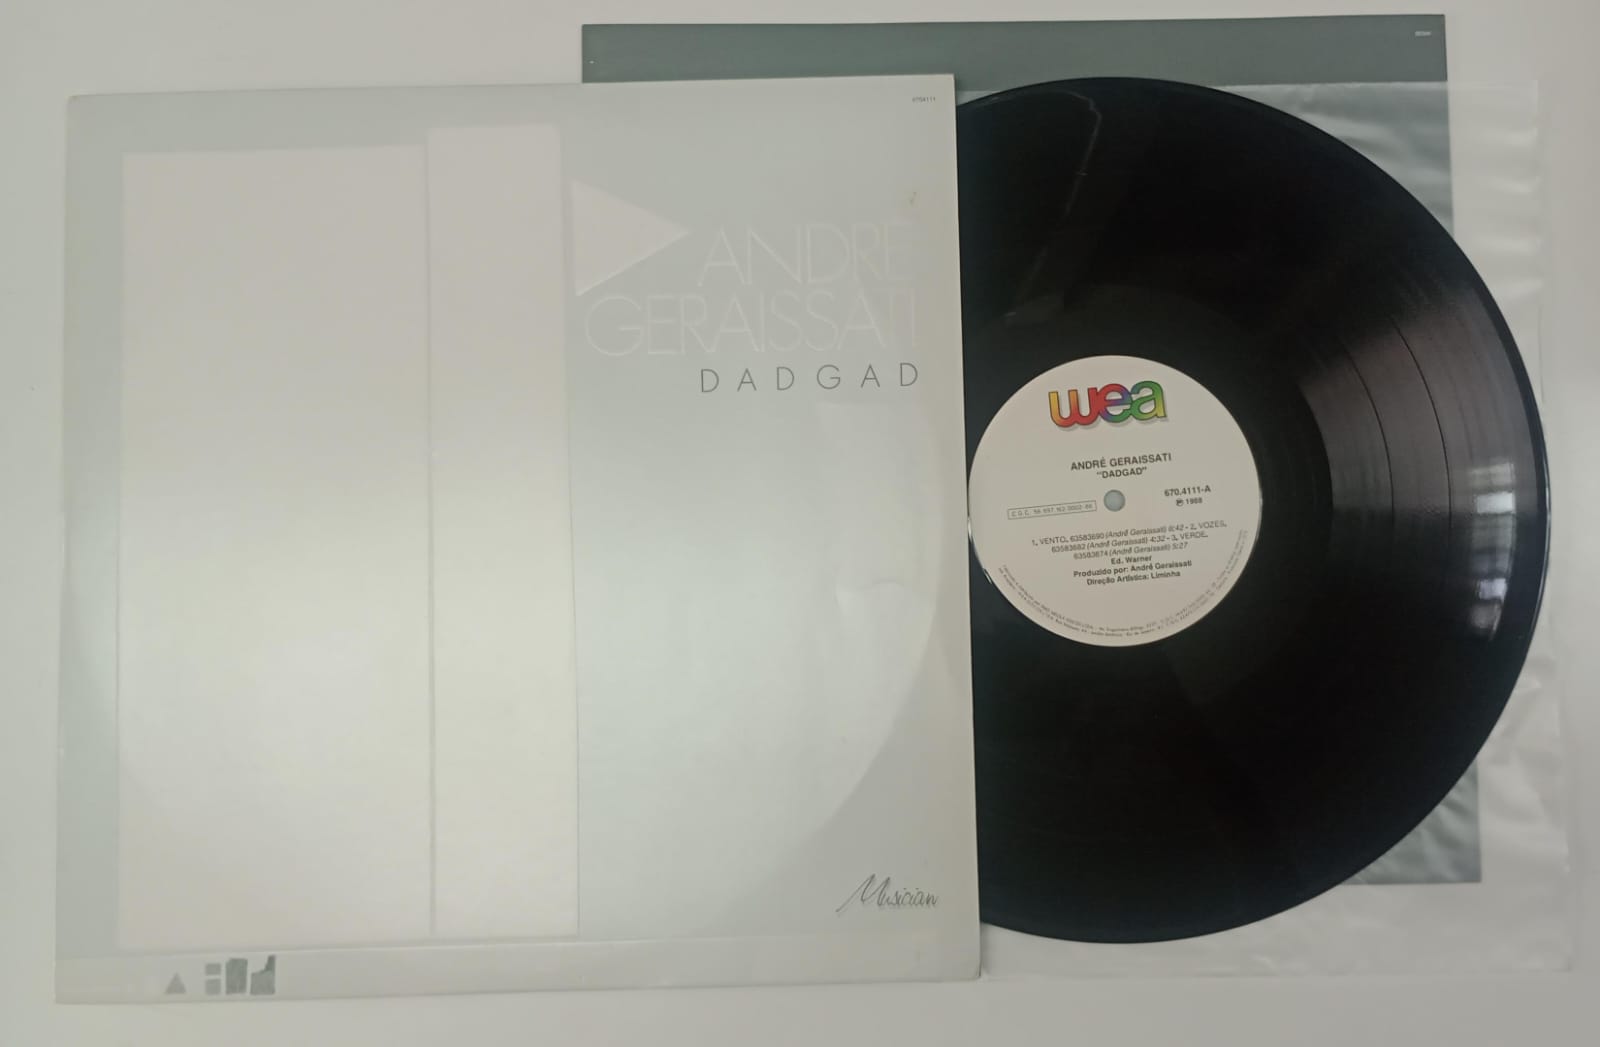 6704111
ANDRÉ
GERAISSATI
DADGAD
Musician
wea
ANDRÉ GERAISSATI
"DADGAD"
670.4111-A
℗ 1988
1. VENTO. 63583690 (André Geraissati) 6:42 - 2. VOZES.
63583682 (André Geraissati) 4:32 - 3. VERDE.
63583674 (André Geraissati) 5:27
Ed. Warner
Produzido por: André Geraissati
Direção Artística: Liminha